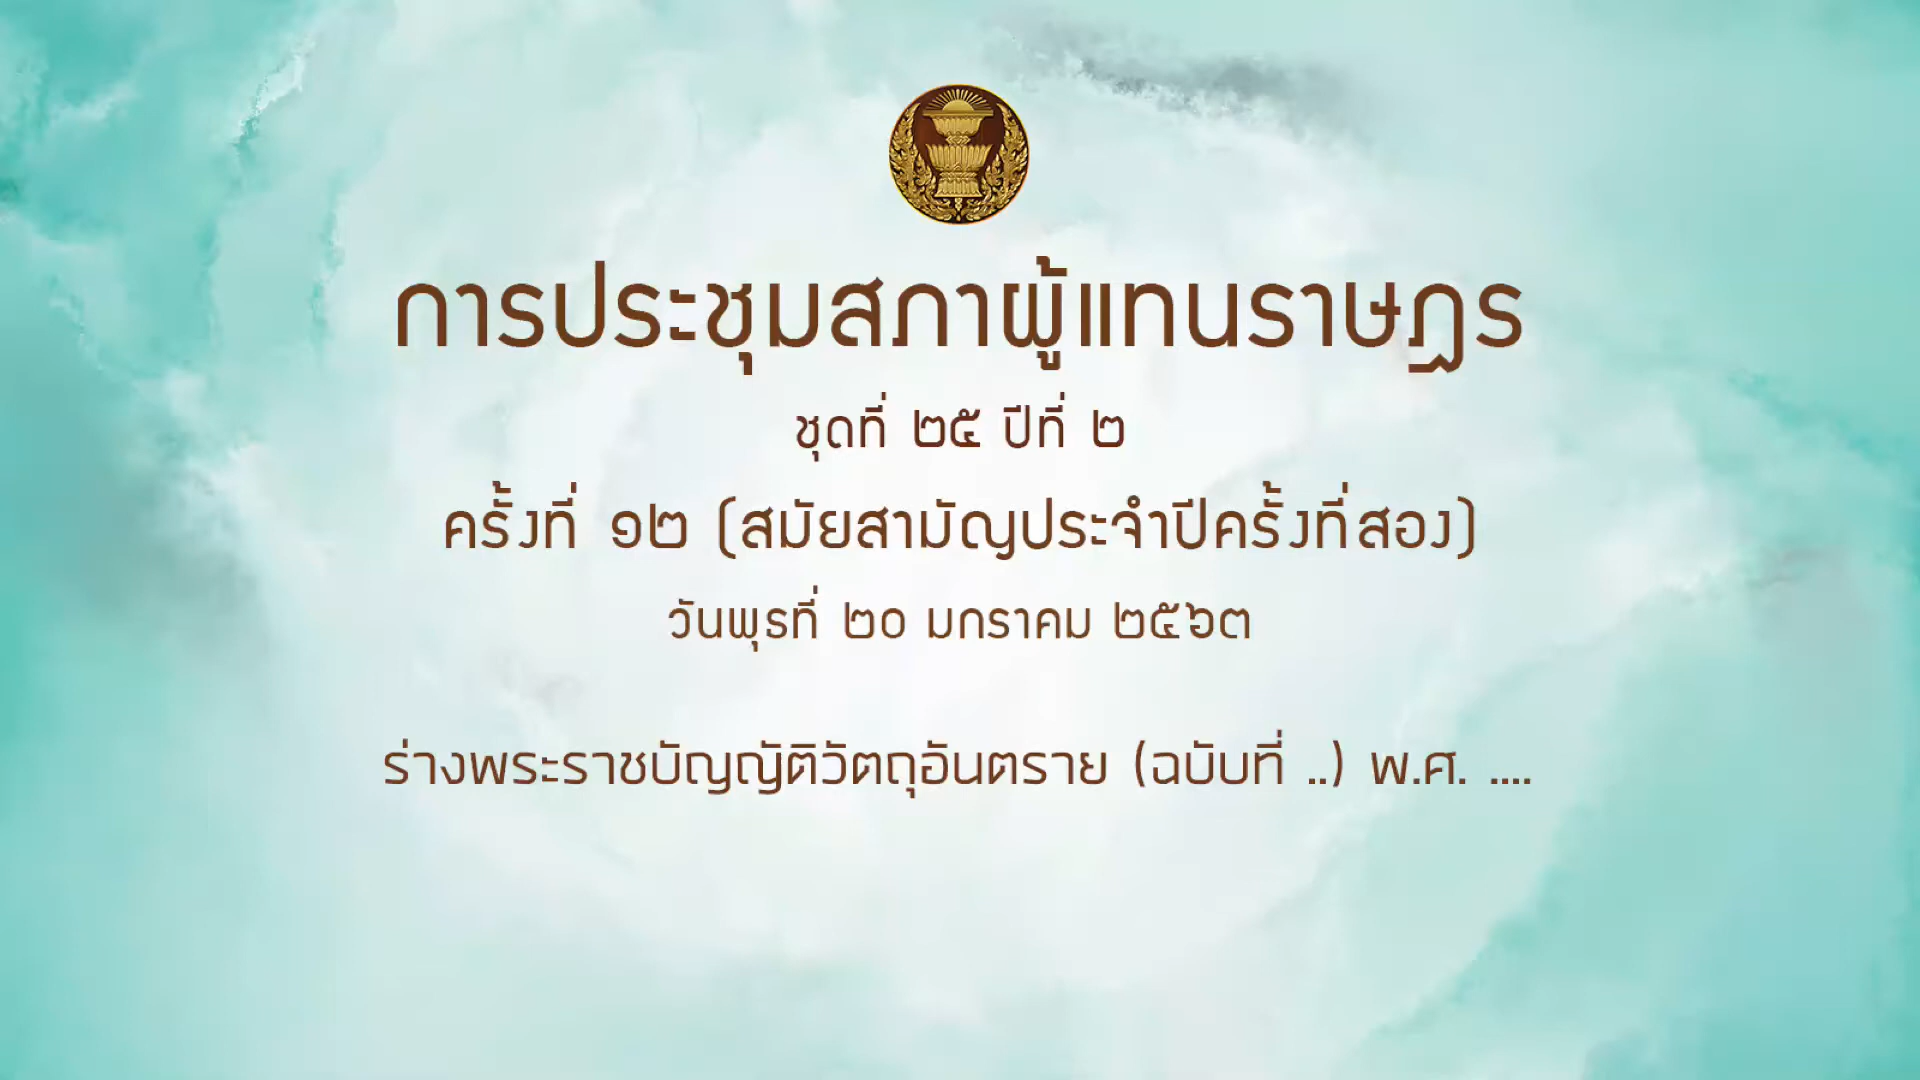 การประชุมสภาผู้แทนราษฎร
ชุดที่ ๒๕ ปีที่ ๒
ครั้งที่ ๑๒ (สมัยสามัญประจำปีครั้งที่สอง)
วันพุธที่ ๒๐ มกราคม ๒๕๖๓
ร่างพระราชบัญญัติวัตถุอันตราย (ฉบับที่ ..) พ.ศ. ....